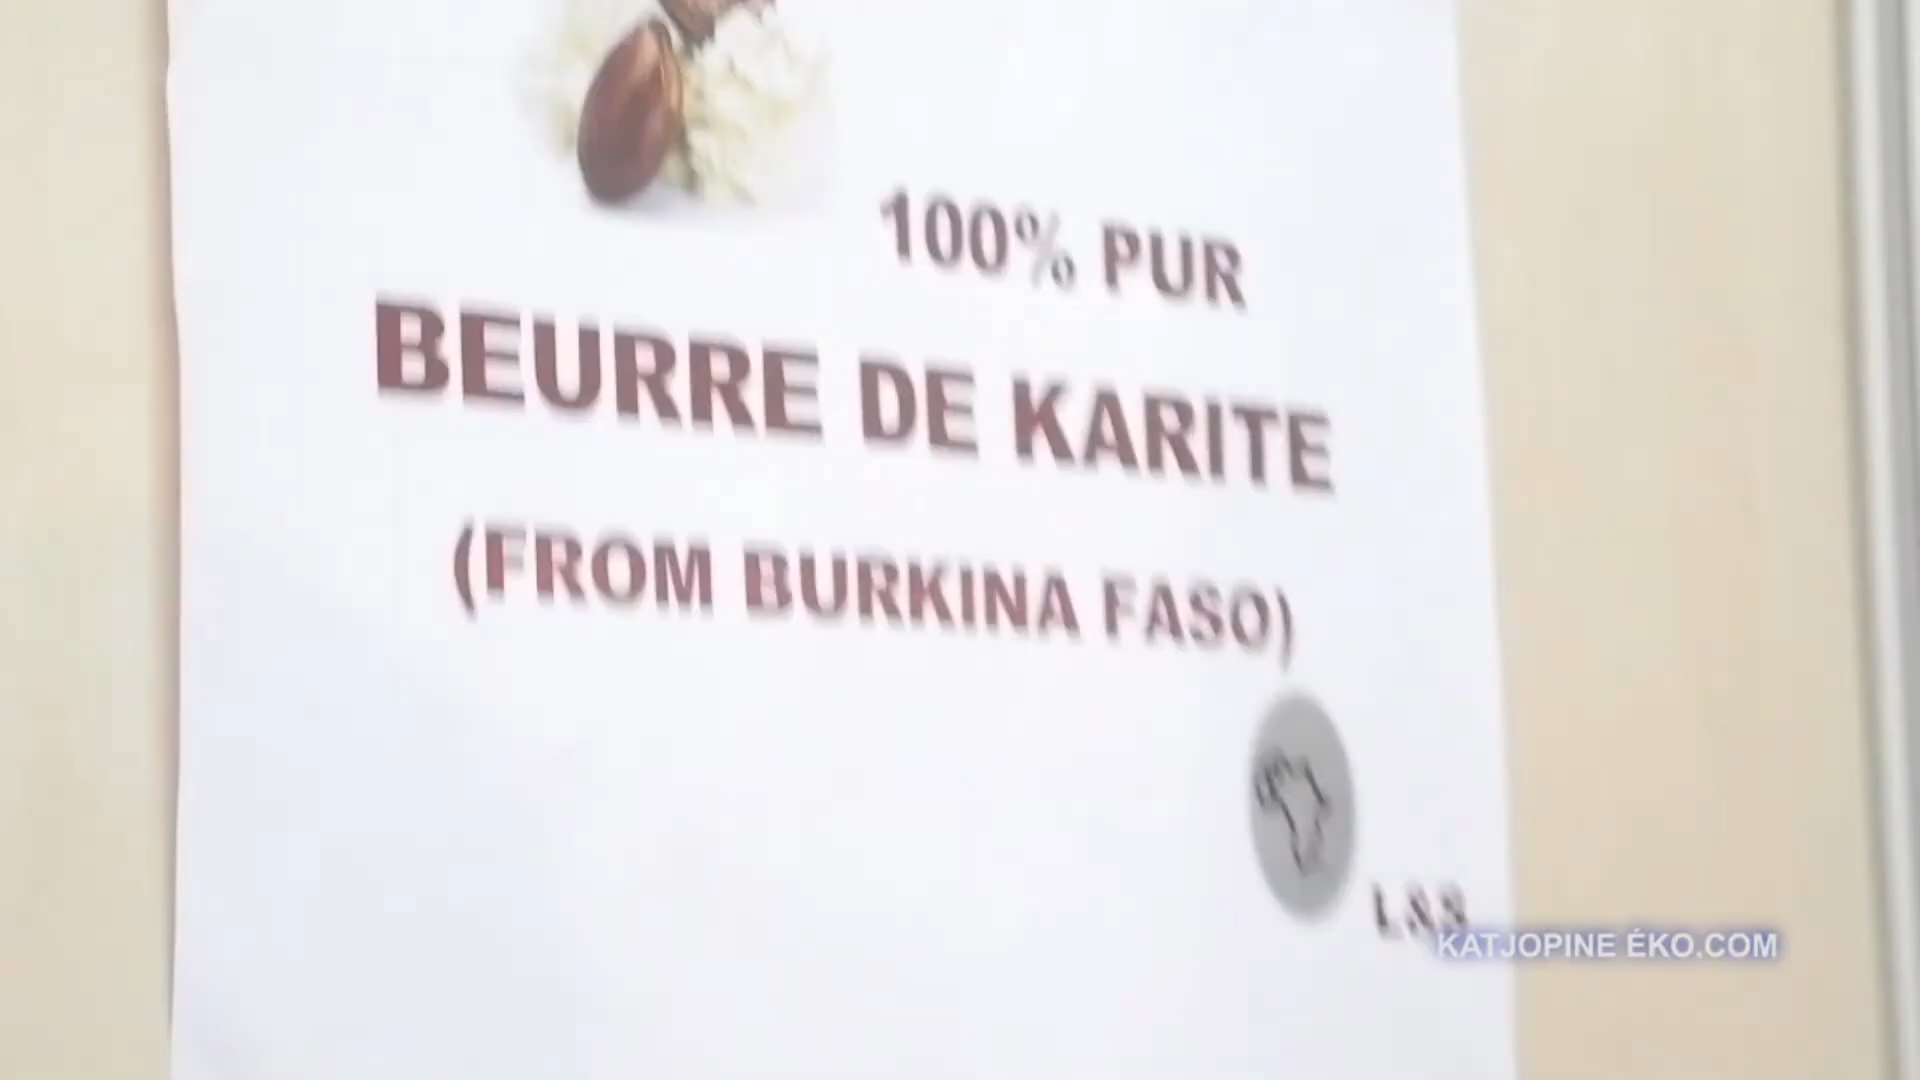 100% PUR
BEURRE DE KARITE
(FROM BURKINA FASO)
KATJOPINE ÉKO.COM